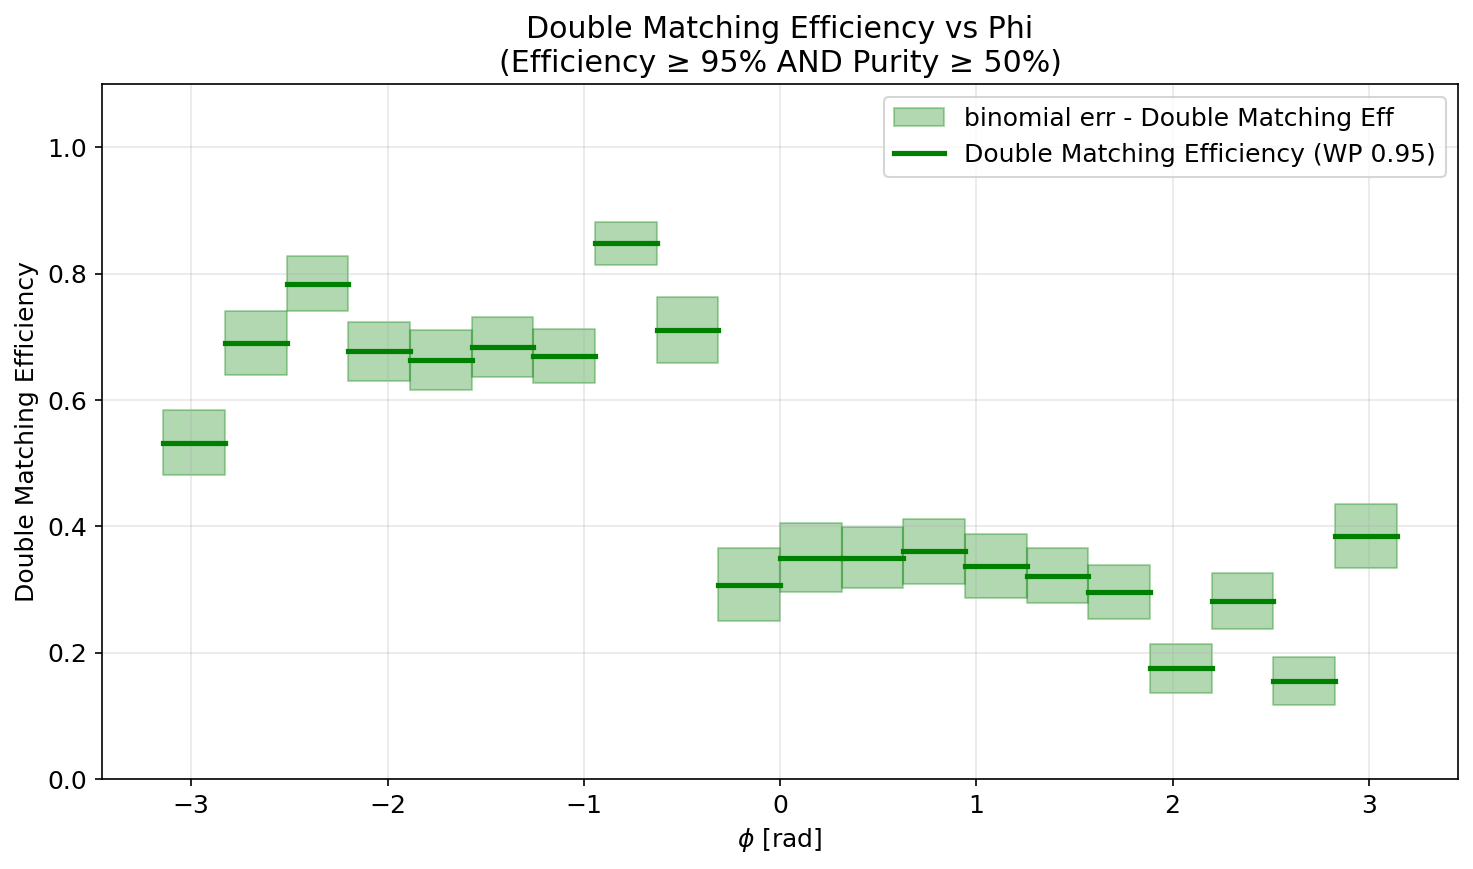 Double Matching Efficiency vs Phi
(Efficiency ≥ 95% AND Purity ≥ 50%)
binomial err - Double Matching Eff
Double Matching Efficiency (WP 0.95)
Double Matching Efficiency
1.0
0.8
0.6
0.4
0.2
0.0
−3
−2
−1
0
1
2
3
ϕ [rad]